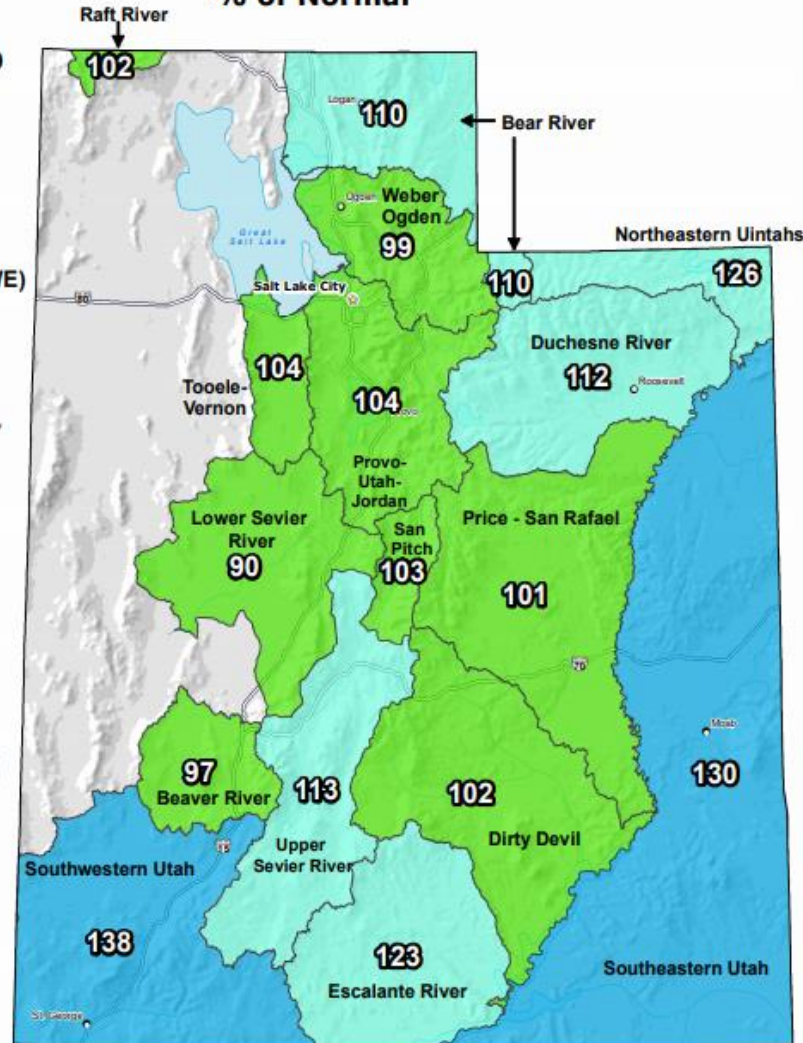 % of Normal
Raft River
102
Logan
110
Bear River
Ogden
Weber
Ogden
99
Great
Salt Lake
Northeastern Uintahs
126
110
80
Salt Lake City
Duchesne River
112
Roosevelt
104
Tooele-
Vernon
104
Provo-
Utah-
Jordan
Lower Sevier
River
90
San
Pitch
103
Price - San Rafael
101
70
Moab
130
97
Beaver River
113
102
Dirty Devil
15
Upper
Sevier River
Southwestern Utah
138
123
Escalante River
Southeastern Utah
St. George